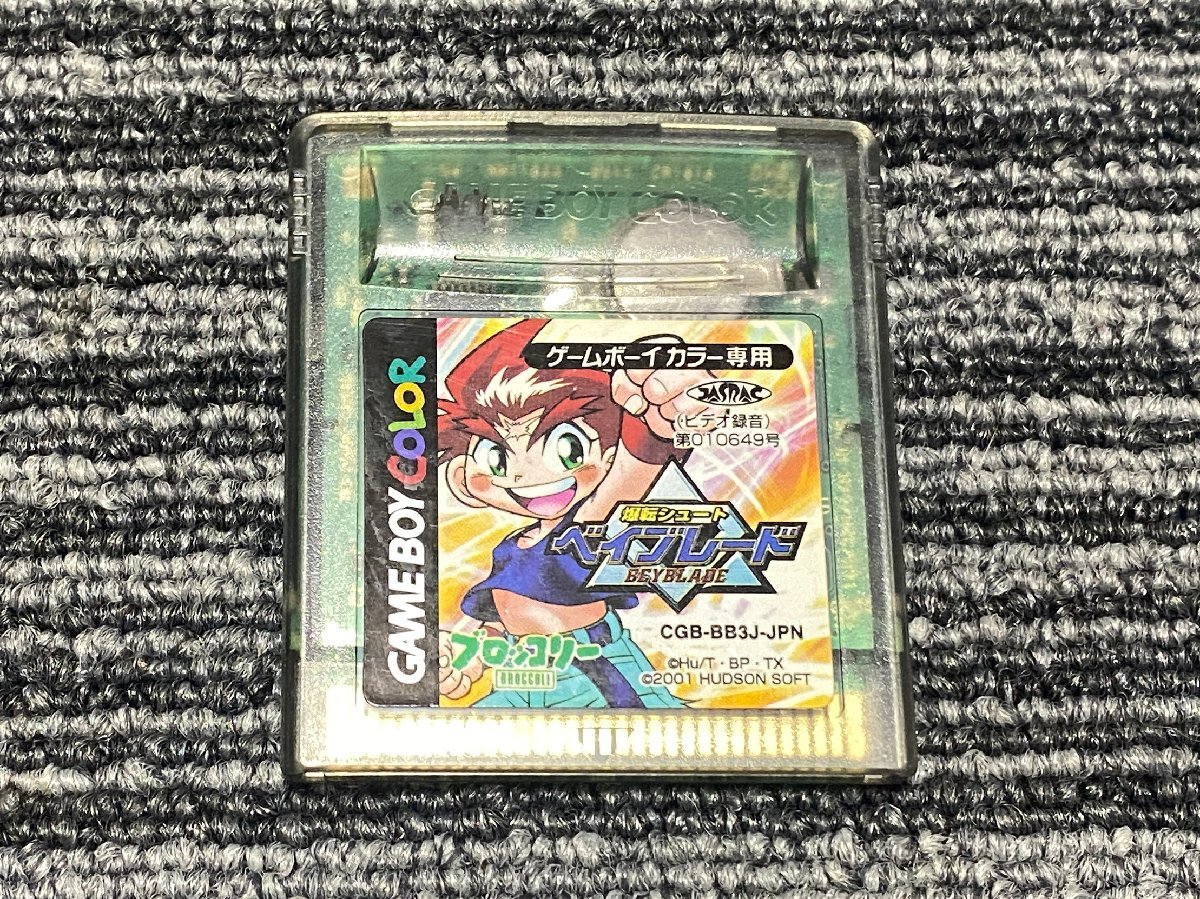 GAME BOY COLOR
GAME BOY COLOR
ゲームボーイ カラー専用
JASRAC
(ビデオ録音)
第010649号
爆転シュート
ベイブレード
BEYBLADE
CGB-BB3J-JPN
©Hu/T・BP・TX
©2001 HUDSON SOFT
ブロッコリー
BROCCOLI